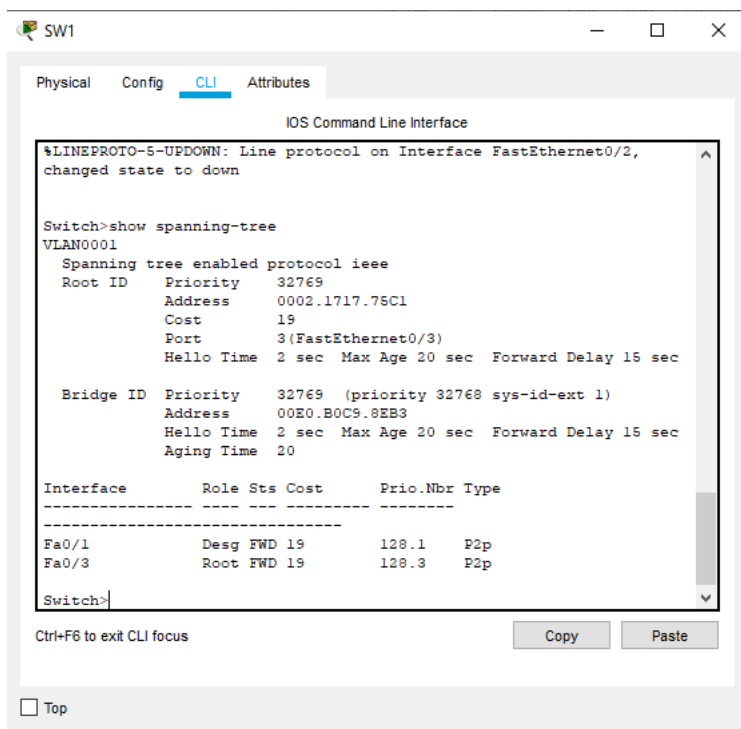 SW1
Physical Config CLI Attributes
IOS Command Line Interface
%LINEPROTO-5-UPDOWN: Line protocol on Interface FastEthernet0/2,
changed state to down
Switch>show spanning-tree
VLAN0001
  Spanning tree enabled protocol ieee
  Root ID    Priority    32769
             Address     0002.1717.75C1
             Cost        19
             Port        3(FastEthernet0/3)
             Hello Time  2 sec  Max Age 20 sec  Forward Delay 15 sec
  Bridge ID  Priority    32769  (priority 32768 sys-id-ext 1)
             Address     00E0.B0C9.8EB3
             Hello Time  2 sec  Max Age 20 sec  Forward Delay 15 sec
             Aging Time  20
Interface        Role Sts Cost      Prio.Nbr Type
---------------- ---- --- --------- --------
--------------------------------
Fa0/1            Desg FWD 19        128.1    P2p
Fa0/3            Root FWD 19        128.3    P2p
Switch>
Ctrl+F6 to exit CLI focus
Copy Paste
Top